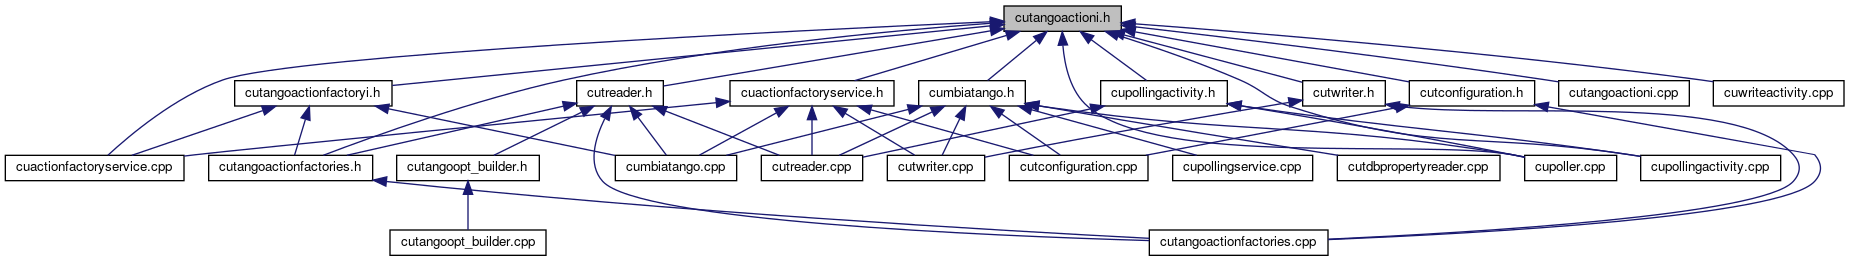 cutangoactioni.h
cutangoactionfactoryi.h
cutreader.h
cuactionfactoryservice.h
cumbiatango.h
cupollingactivity.h
cutwriter.h
cutconfiguration.h
cutangoactioni.cpp
cuwriteactivity.cpp
cuactionfactoryservice.cpp
cutangoactionfactories.h
cutangoopt_builder.h
cumbiatango.cpp
cutreader.cpp
cutwriter.cpp
cutconfiguration.cpp
cupollingservice.cpp
cutdbpropertyreader.cpp
cupoller.cpp
cupollingactivity.cpp
cutangoopt_builder.cpp
cutangoactionfactories.cpp